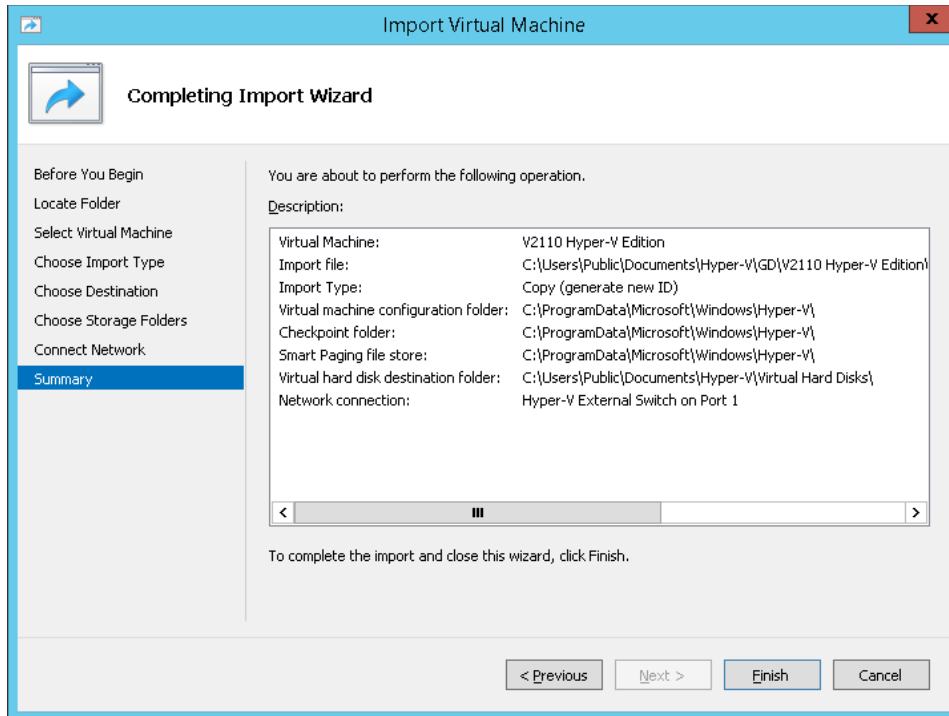 Import Virtual Machine
x
Completing Import Wizard
Before You Begin
Locate Folder
Select Virtual Machine
Choose Import Type
Choose Destination
Choose Storage Folders
Connect Network
Summary
You are about to perform the following operation.
Description:
Virtual Machine: V2110 Hyper-V Edition
Import file: C:\Users\Public\Documents\Hyper-V\GD\V2110 Hyper-V Edition\
Import Type: Copy (generate new ID)
Virtual machine configuration folder: C:\ProgramData\Microsoft\Windows\Hyper-V\
Checkpoint folder: C:\ProgramData\Microsoft\Windows\Hyper-V\
Smart Paging file store: C:\ProgramData\Microsoft\Windows\Hyper-V\
Virtual hard disk destination folder: C:\Users\Public\Documents\Hyper-V\Virtual Hard Disks\
Network connection: Hyper-V External Switch on Port 1
To complete the import and close this wizard, click Finish.
< Previous
Next >
Finish
Cancel